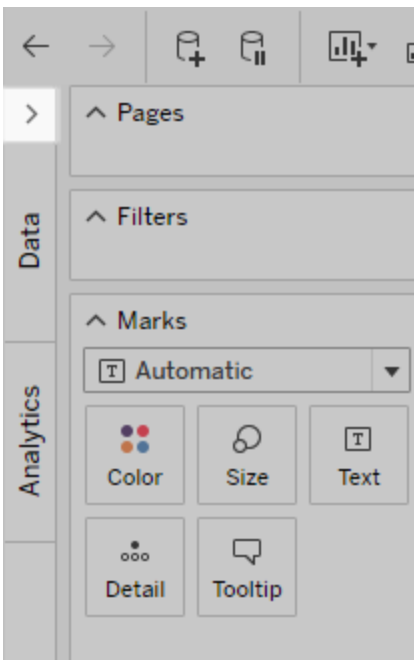 Pages
Data
Filters
Marks
T Automatic
Analytics
Color
Size
T
Text
Detail
Tooltip